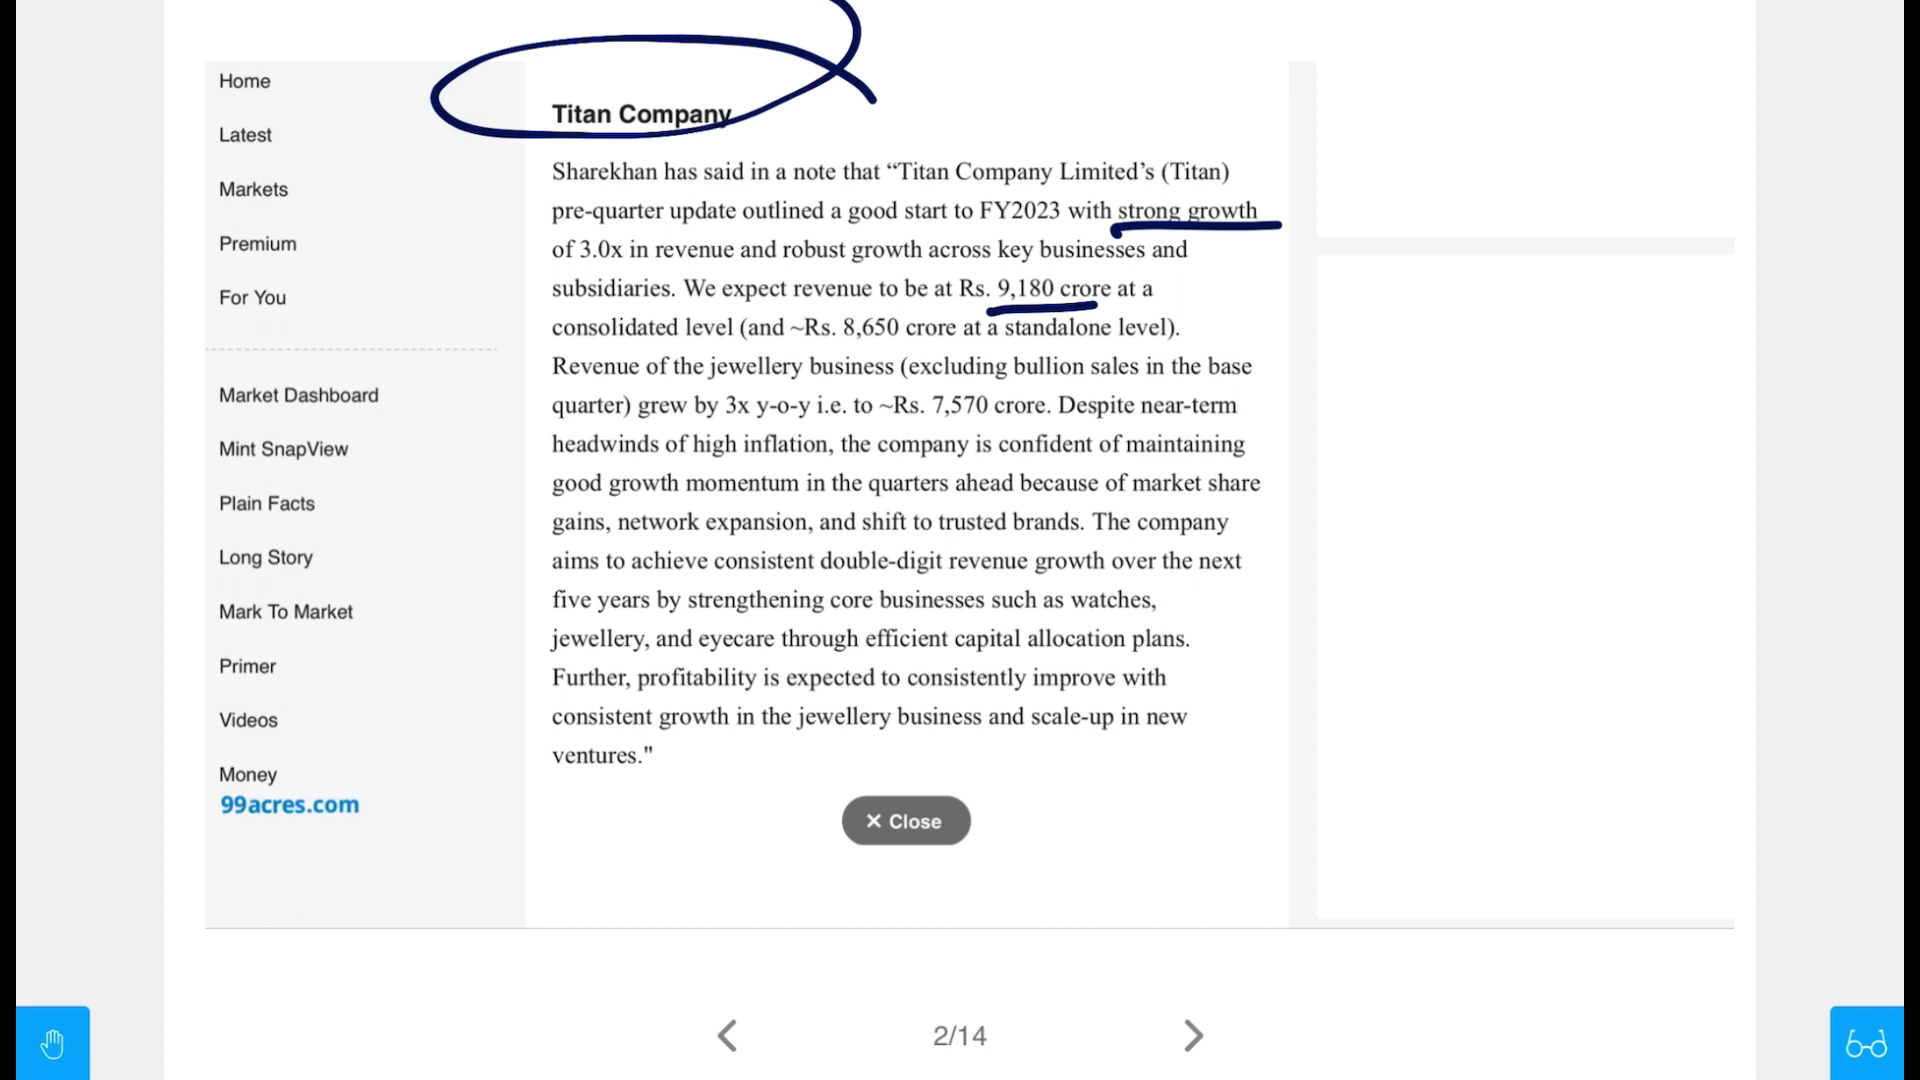 Home
Latest
Markets
Premium
For You
Market Dashboard
Mint SnapView
Plain Facts
Long Story
Mark To Market
Primer
Videos
Money
99acres.com
Titan Company
Sharekhan has said in a note that “Titan Company Limited’s (Titan)
pre-quarter update outlined a good start to FY2023 with strong growth
of 3.0x in revenue and robust growth across key businesses and
subsidiaries. We expect revenue to be at Rs. 9,180 crore at a
consolidated level (and ~Rs. 8,650 crore at a standalone level).
Revenue of the jewellery business (excluding bullion sales in the base
quarter) grew by 3x y-o-y i.e. to ~Rs. 7,570 crore. Despite near-term
headwinds of high inflation, the company is confident of maintaining
good growth momentum in the quarters ahead because of market share
gains, network expansion, and shift to trusted brands. The company
aims to achieve consistent double-digit revenue growth over the next
five years by strengthening core businesses such as watches,
jewellery, and eyecare through efficient capital allocation plans.
Further, profitability is expected to consistently improve with
consistent growth in the jewellery business and scale-up in new
ventures."
✕ Close
2/14